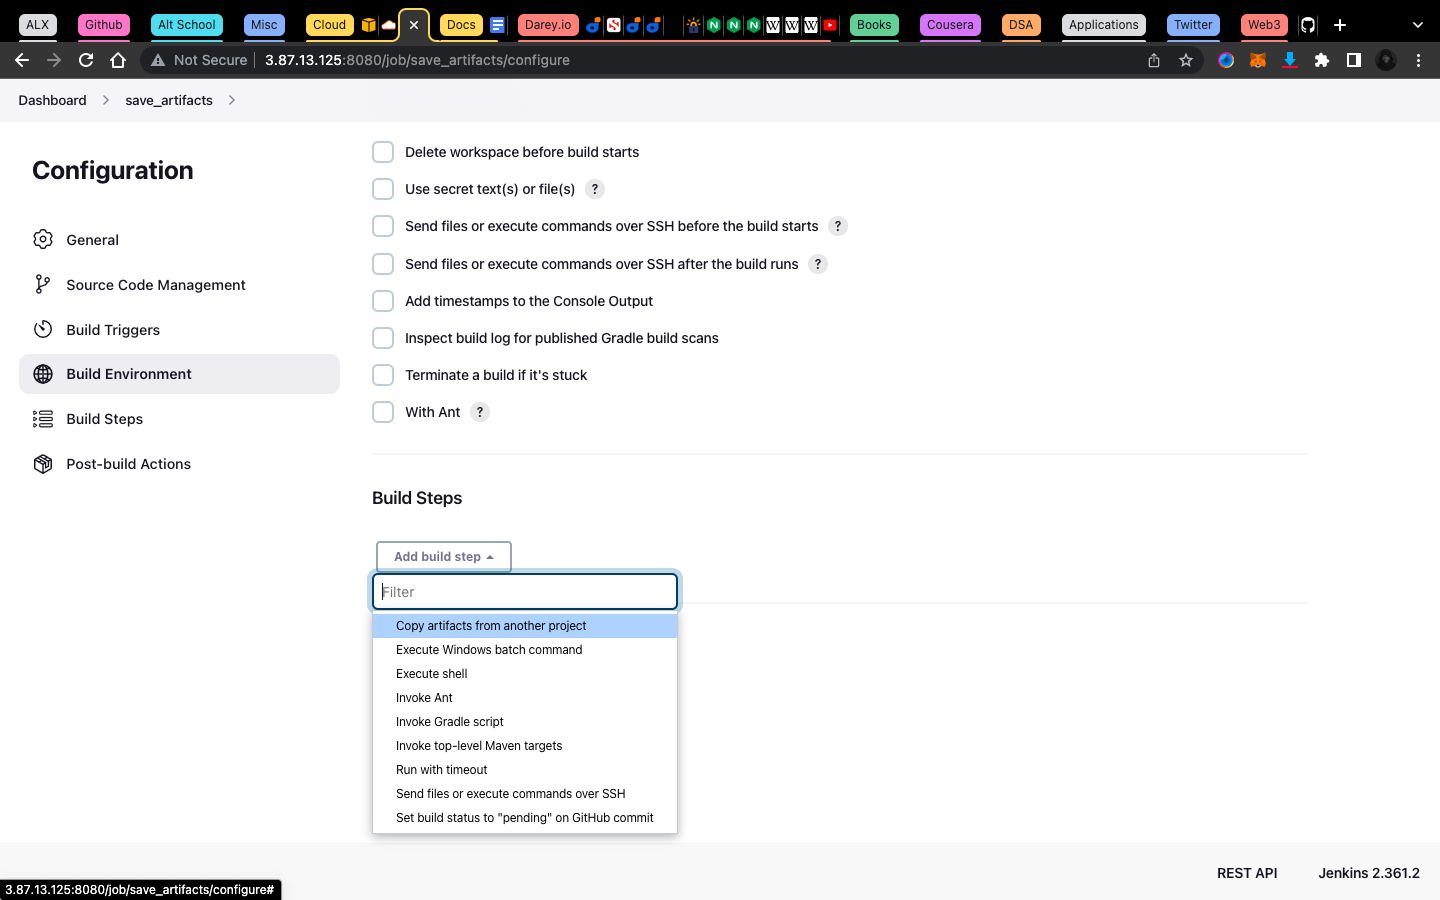 ALX Github Alt School Misc Cloud Docs Darey.io Books Cousera DSA Applications Twitter Web3
Not Secure 3.87.13.125:8080/job/save_artifacts/configure
Dashboard save_artifacts
Configuration
General
Source Code Management
Build Triggers
Build Environment
Build Steps
Post-build Actions
Delete workspace before build starts
Use secret text(s) or file(s) ?
Send files or execute commands over SSH before the build starts ?
Send files or execute commands over SSH after the build runs ?
Add timestamps to the Console Output
Inspect build log for published Gradle build scans
Terminate a build if it's stuck
With Ant ?
Build Steps
Add build step
Filter
Copy artifacts from another project
Execute Windows batch command
Execute shell
Invoke Ant
Invoke Gradle script
Invoke top-level Maven targets
Run with timeout
Send files or execute commands over SSH
Set build status to "pending" on GitHub commit
REST API Jenkins 2.361.2
3.87.13.125:8080/job/save_artifacts/configure#